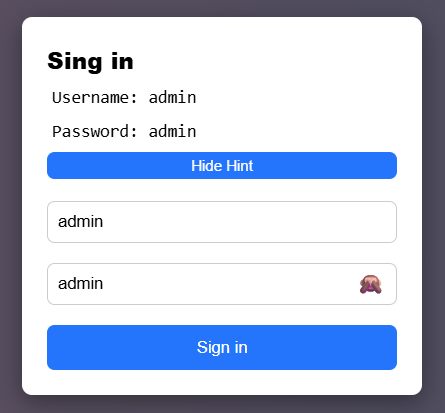 Sing in
Username: admin
Password: admin
Hide Hint
admin
admin
Sign in